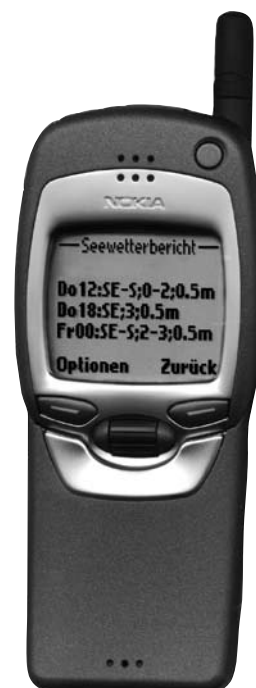 NOKIA
Seewetterbericht
Do12:SE-S;0-2;0.5m
Do18:SE;3;0.5m
Fr00:SE-S;2-3;0.5m
Optionen Zurück